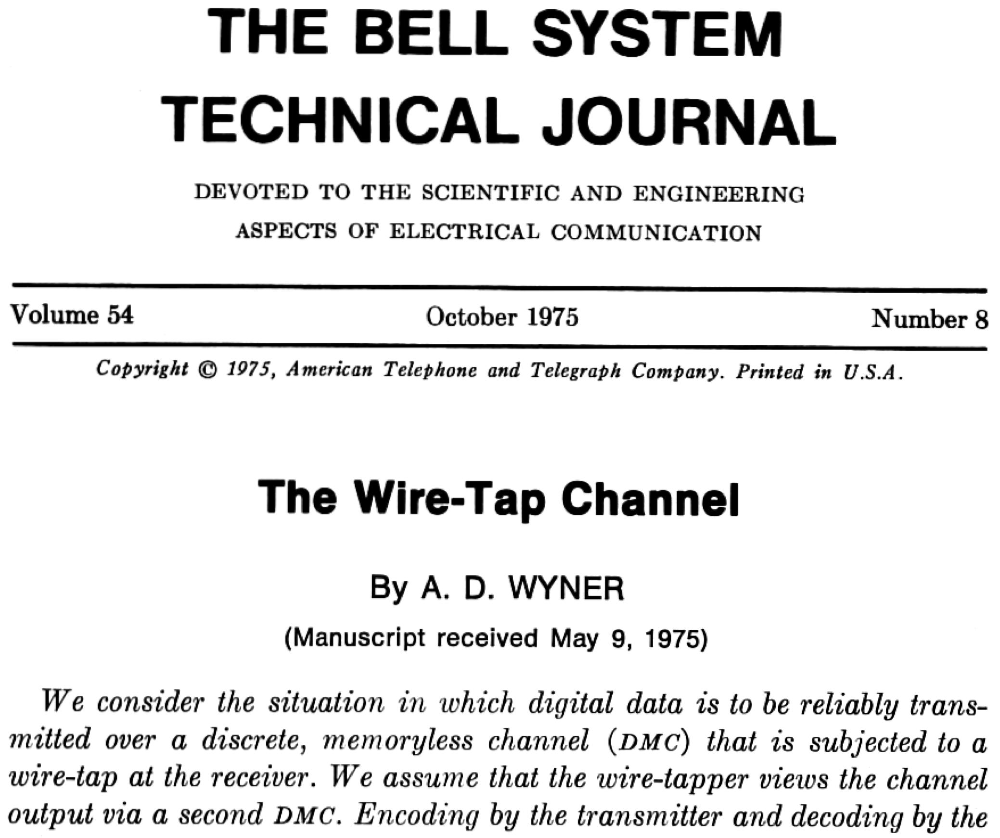 THE BELL SYSTEM
TECHNICAL JOURNAL
DEVOTED TO THE SCIENTIFIC AND ENGINEERING
ASPECTS OF ELECTRICAL COMMUNICATION
Volume 54 October 1975 Number 8
Copyright © 1975, American Telephone and Telegraph Company. Printed in U.S.A.
The Wire-Tap Channel
By A. D. WYNER
(Manuscript received May 9, 1975)
We consider the situation in which digital data is to be reliably trans-
mitted over a discrete, memoryless channel (DMC) that is subjected to a
wire-tap at the receiver. We assume that the wire-tapper views the channel
output via a second DMC. Encoding by the transmitter and decoding by the